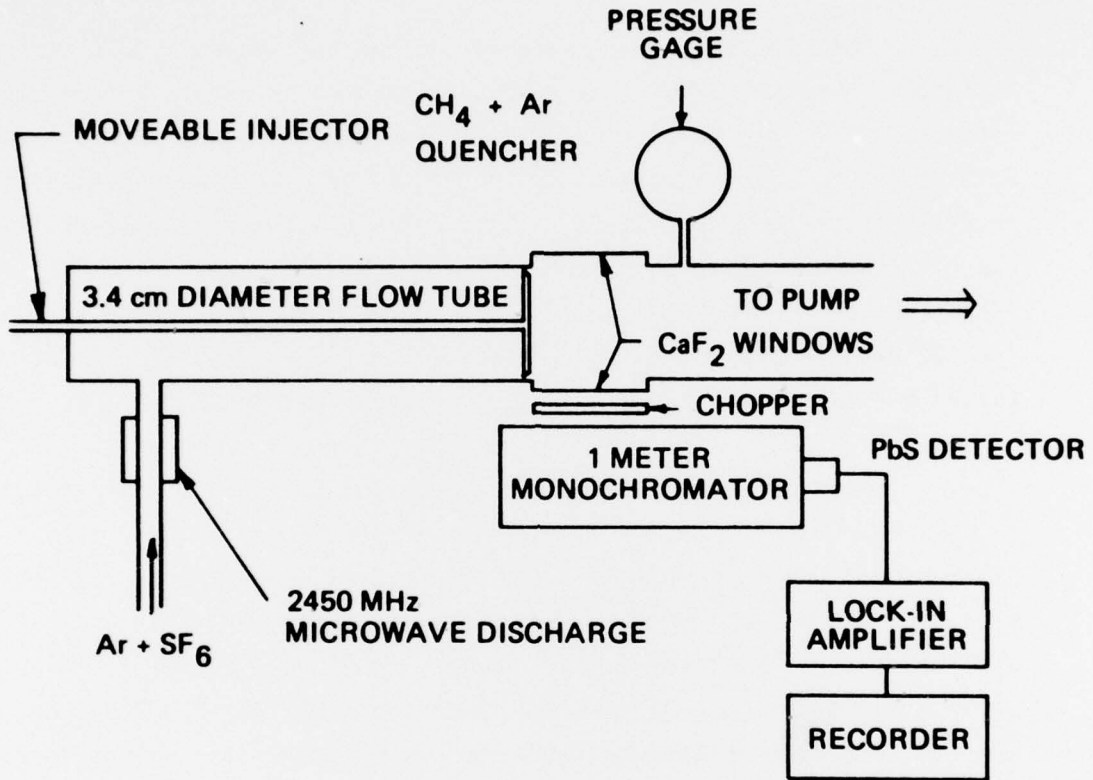 PRESSURE
GAGE
MOVEABLE INJECTOR
CH4 + Ar
QUENCHER
3.4 cm DIAMETER FLOW TUBE
TO PUMP
CaF2 WINDOWS
CHOPPER
1 METER
MONOCHROMATOR
PbS DETECTOR
2450 MHz
MICROWAVE DISCHARGE
Ar + SF6
LOCK-IN
AMPLIFIER
RECORDER